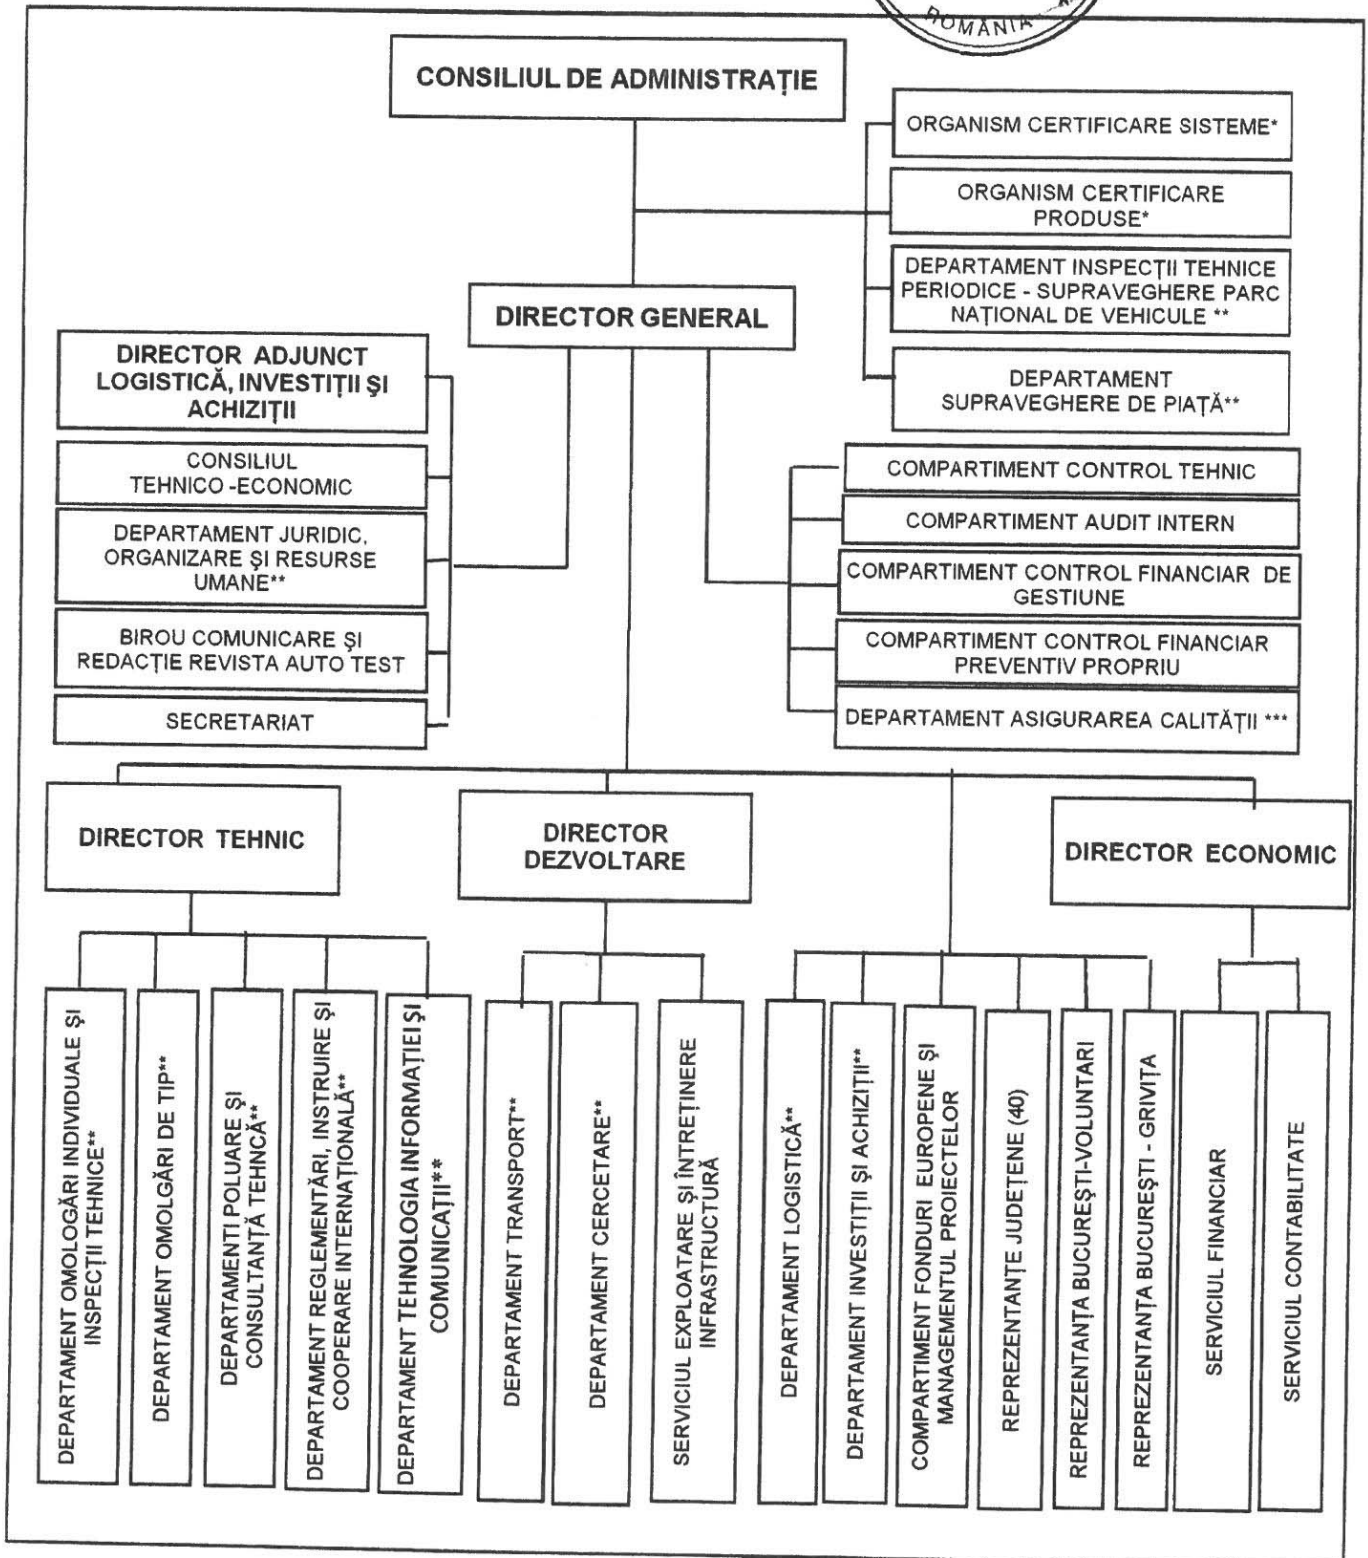 ROMÂNIA
CONSILIUL DE ADMINISTRAȚIE
ORGANISM CERTIFICARE SISTEME*
ORGANISM CERTIFICARE
PRODUSE*
DEPARTAMENT INSPECȚII TEHNICE
PERIODICE - SUPRAVEGHERE PARC
NAȚIONAL DE VEHICULE **
DEPARTAMENT
SUPRAVEGHERE DE PIAȚĂ**
DIRECTOR GENERAL
DIRECTOR ADJUNCT
LOGISTICĂ, INVESTIȚII ŞI
ACHIZIȚII
CONSILIUL
TEHNICO -ECONOMIC
DEPARTAMENT JURIDIC,
ORGANIZARE ŞI RESURSE
UMANE**
BIROU COMUNICARE ŞI
REDACȚIE REVISTA AUTO TEST
SECRETARIAT
COMPARTIMENT CONTROL TEHNIC
COMPARTIMENT AUDIT INTERN
COMPARTIMENT CONTROL FINANCIAR DE
GESTIUNE
COMPARTIMENT CONTROL FINANCIAR
PREVENTIV PROPRIU
DEPARTAMENT ASIGURAREA CALITĂȚII ***
DIRECTOR TEHNIC
DIRECTOR
DEZVOLTARE
DIRECTOR ECONOMIC
DEPARTAMENT OMOLOGĂRI INDIVIDUALE ŞI
INSPECȚII TEHNICE**
DEPARTAMENT OMOLGĂRI DE TIP**
DEPARTAMENTI POLUARE ŞI
CONSULTANȚĂ TEHNCĂ**
DEPARTAMENT REGLEMENTĂRI, INSTRUIRE ŞI
COOPERARE INTERNAȚIONALĂ**
DEPARTAMENT TEHNOLOGIA INFORMAȚIEI ŞI
COMUNICAȚII**
DEPARTAMENT TRANSPORT**
DEPARTAMENT CERCETARE**
SERVICIUL EXPLOATARE ŞI ÎNTREȚINERE
INFRASTRUCTURĂ
DEPARTAMENT LOGISTICĂ**
DEPARTAMENT INVESTIȚII ŞI ACHIZIȚII**
COMPARTIMENT FONDURI EUROPENE ŞI
MANAGEMENTUL PROIECTELOR
REPREZENTANȚE JUDEȚENE (40)
REPREZENTANȚA BUCUREŞTI-VOLUNTARI
REPREZENTANȚA BUCUREŞTI - GRIVIȚA
SERVICIUL FINANCIAR
SERVICIUL CONTABILITATE